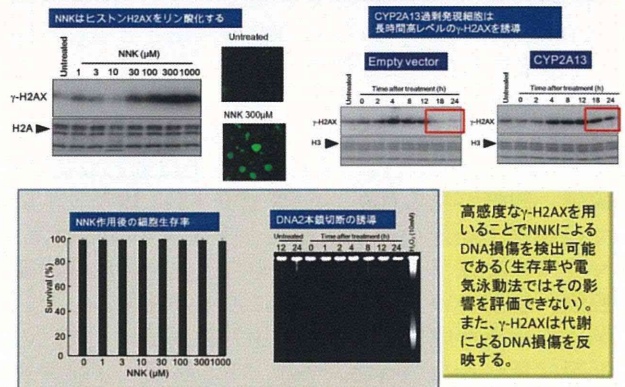 NNKはヒストンH2AXをリン酸化する
Untreated
NNK (μM)
1 3 10 30 100 300 1000
γ-H2AX
H2A
Untreated
NNK 300μM
CYP2A13過剰発現細胞は
長時間高レベルのγ-H2AXを誘導
Empty vector
Untreated
Time after treatment (h)
0 2 4 8 12 18 24
γ-H2AX
H3
CYP2A13
Untreated
Time after treatment (h)
0 2 4 8 12 18 24
γ-H2AX
H3
NNK作用後の細胞生存率
Survival (%)
100
80
60
40
20
0
0 1 3 10 30 100 300 1000
NNK (μM)
DNA2本鎖切断の誘導
Untreated
Time after treatment (h)
12 24 0 1 2 4 8 12 24
H₂O₂ (10mM)
高感度なγ-H2AXを用
いることでNNKによる
DNA損傷を検出可能
である(生存率や電
気泳動法ではその影
響を評価できない)。
また、γ-H2AXは代謝
によるDNA損傷を反
映する。